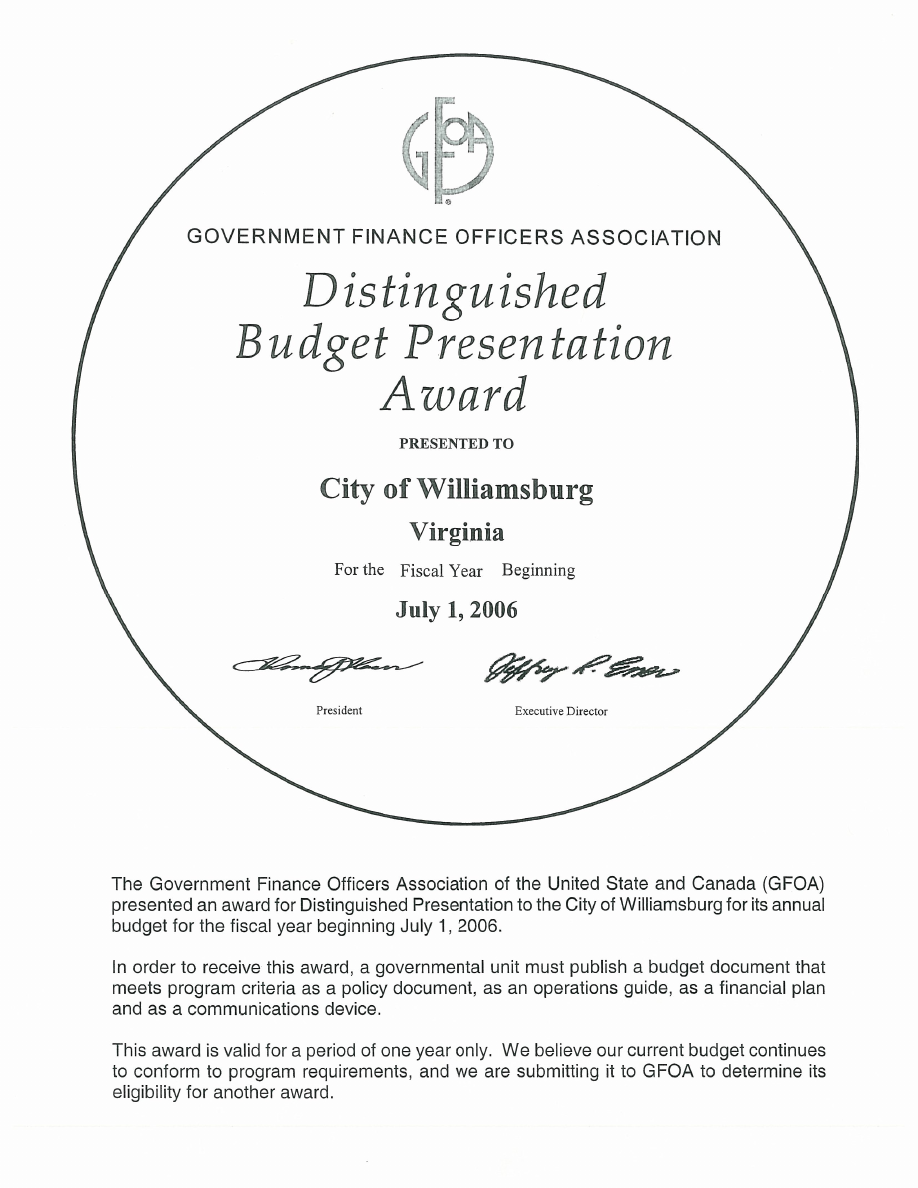 GFOA
GOVERNMENT FINANCE OFFICERS ASSOCIATION
Distinguished
Budget Presentation
Award
PRESENTED TO
City of Williamsburg
Virginia
For the Fiscal Year Beginning
July 1, 2006
Jeffrey R. Ener
President Executive Director
The Government Finance Officers Association of the United State and Canada (GFOA)
presented an award for Distinguished Presentation to the City of Williamsburg for its annual
budget for the fiscal year beginning July 1, 2006.
In order to receive this award, a governmental unit must publish a budget document that
meets program criteria as a policy document, as an operations guide, as a financial plan
and as a communications device.
This award is valid for a period of one year only. We believe our current budget continues
to conform to program requirements, and we are submitting it to GFOA to determine its
eligibility for another award.